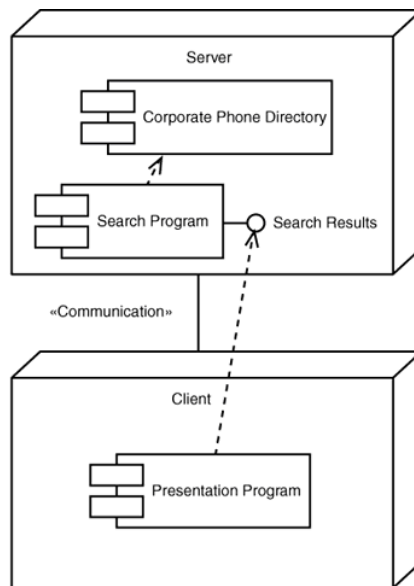 Server
Corporate Phone Directory
Search Program
Search Results
«Communication»
Client
Presentation Program